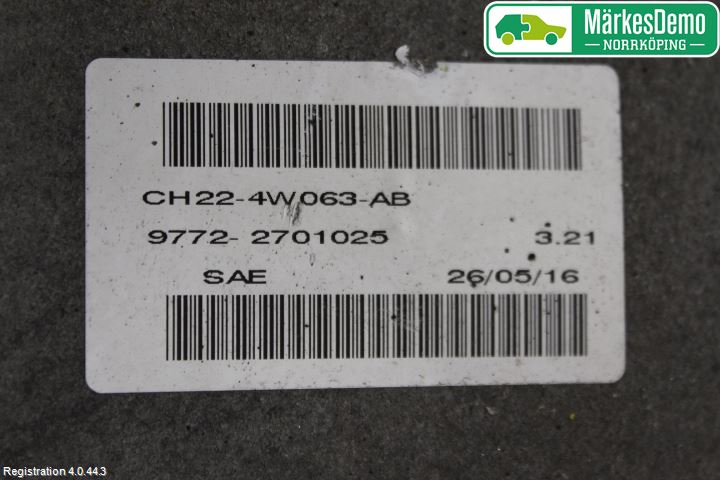 MärkesDemo
NORRKÖPING
CH22-4W063-AB
9772- 2701025 3.21
SAE 26/05/16
Registration 4.0.44.3